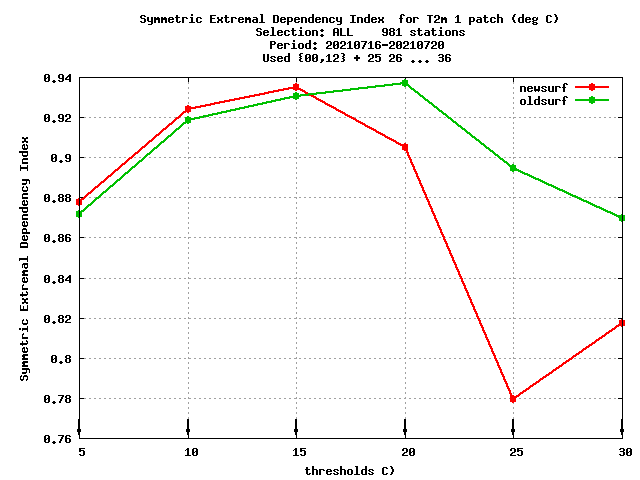 Symmetric Extremal Dependency Index  for T2m 1 patch (deg C)
Selection: ALL    981 stations
Period: 20210716-20210720
Used {00,12} + 25 26 ... 36
newsurf
oldsurf
Symmetric Extremal Dependency Index
0.94
0.92
0.9
0.88
0.86
0.84
0.82
0.8
0.78
0.76
5 10 15 20 25 30
thresholds C)